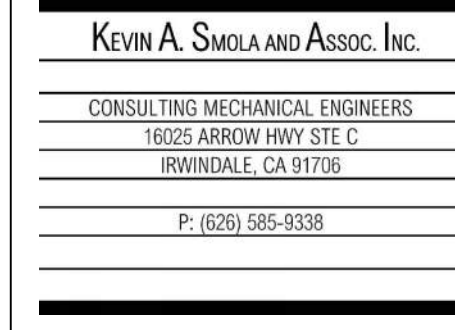 KEVIN A. SMOLA AND ASSOC. INC.
CONSULTING MECHANICAL ENGINEERS
16025 ARROW HWY STE C
IRWINDALE, CA 91706
P: (626) 585-9338